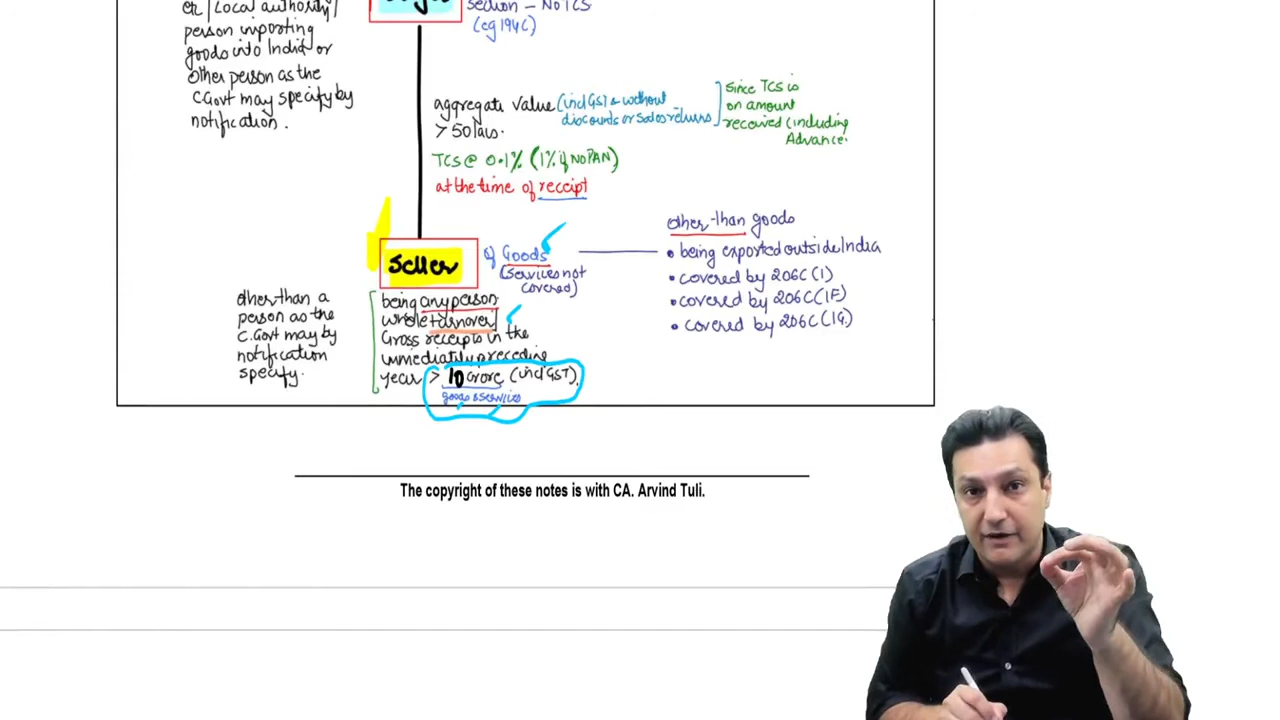 er / Local authority /
person importing
goods into India or
other person as the
C Govt may specify by
notification.
section – NO TCS
(eg 194C)
aggregate value (incl GST & without
discounts or sales returns)
> 50 lacs.
since TCS is
on amount
received (including
Advance.
TCS @ 0.1% (1% if NO PAN)
at the time of receipt
Seller
of Goods
(Services not
covered)
other than goods
• being exported outside India
• covered by 206C (1)
• covered by 206C (1F)
• covered by 206C (1G)
other than a
person as the
C. Govt may by
notification
specify.
being any person
whole turnover /
Gross receipts in the
immediately preceding
year > 10 crore (incl GST).
goods & services
The copyright of these notes is with CA. Arvind Tuli.